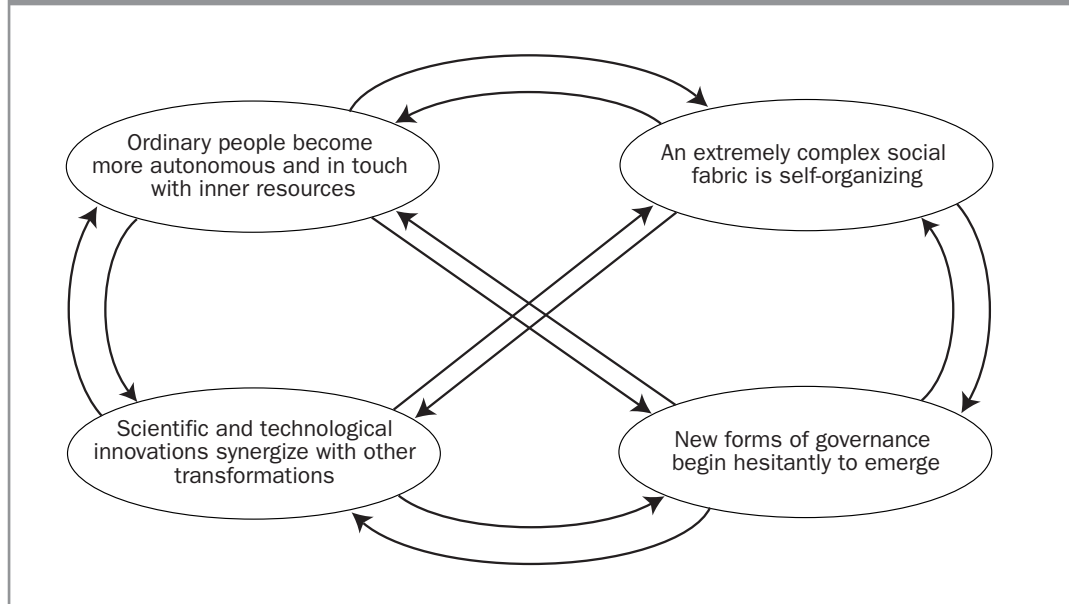 Ordinary people become
more autonomous and in touch
with inner resources
An extremely complex social
fabric is self-organizing
Scientific and technological
innovations synergize with other
transformations
New forms of governance
begin hesitantly to emerge